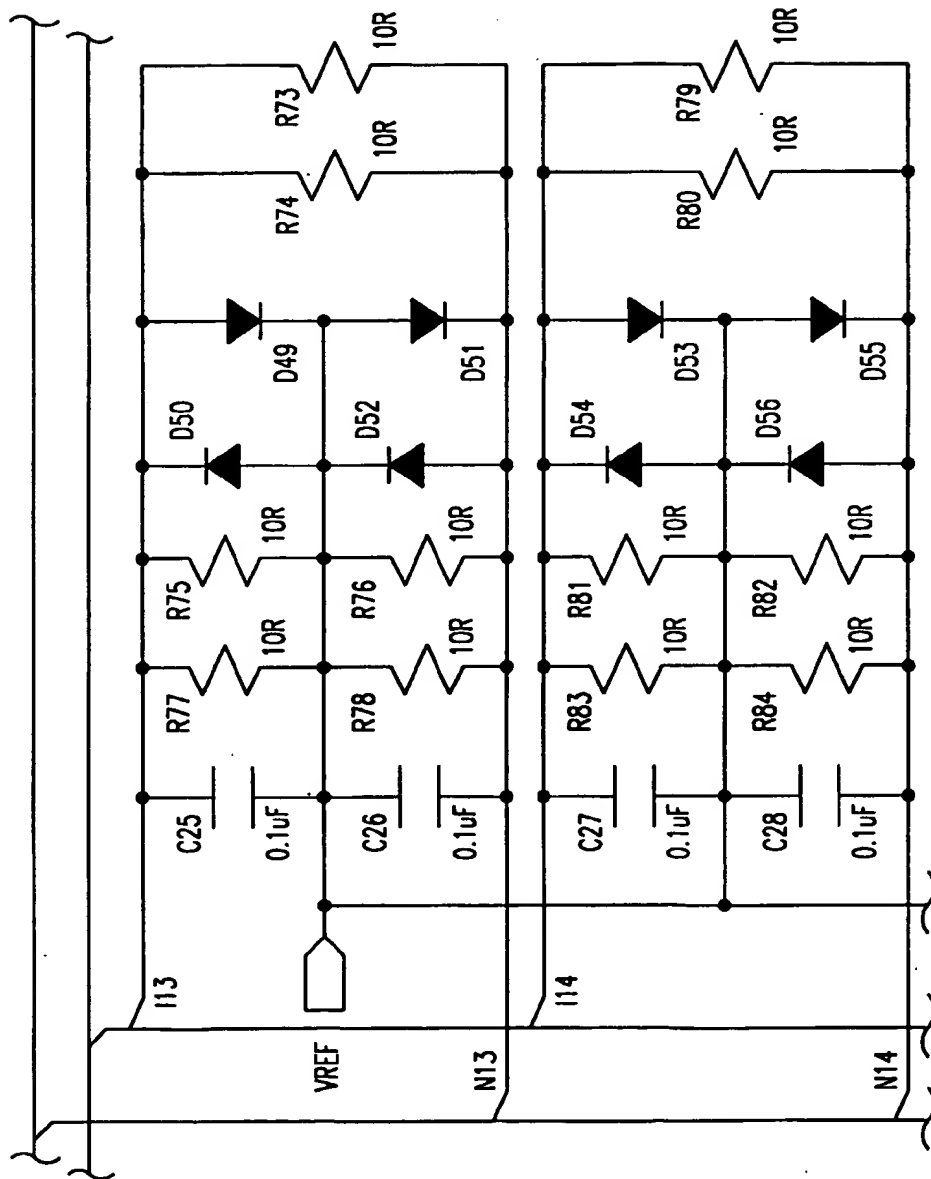 R73
10R
R74
10R
D49
D51
D50
D52
R75
10R
R76
10R
R77
10R
R78
10R
C25
0.1uF
C26
0.1uF
I13
VREF
N13
R79
10R
R80
10R
D53
D55
D54
D56
R81
10R
R82
10R
R83
10R
R84
10R
C27
0.1uF
C28
0.1uF
I14
N14